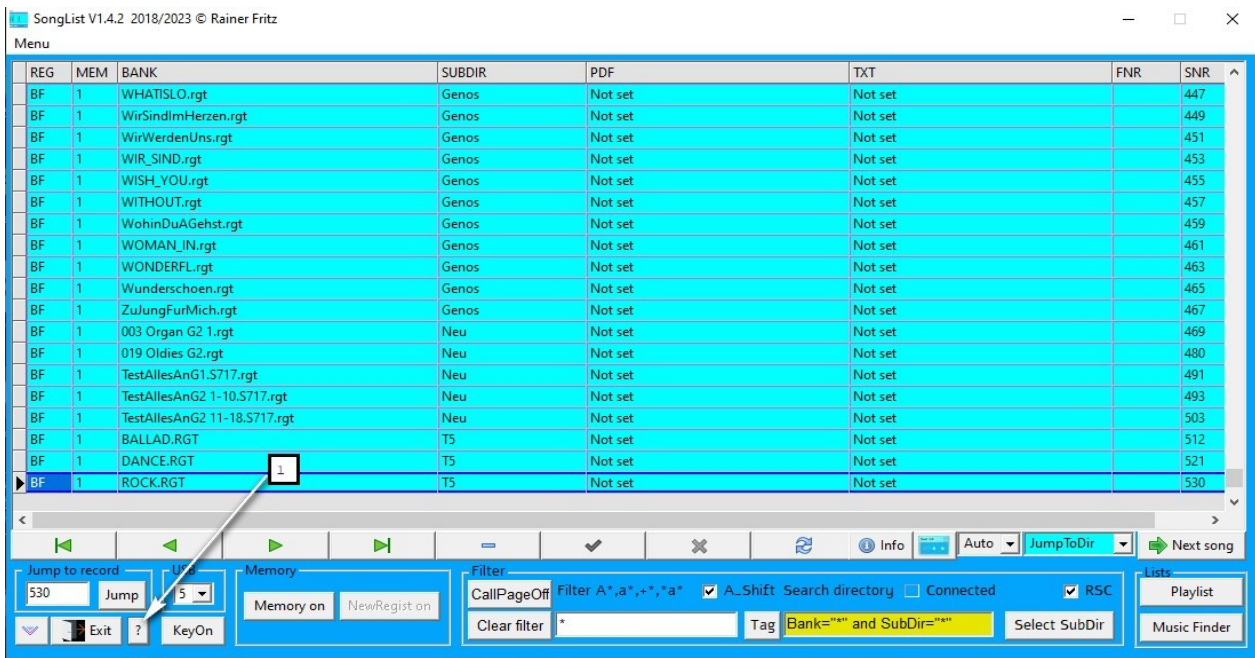 SongList V1.4.2 2018/2023 © Rainer Fritz
Menu
REG MEM BANK SUBDIR PDF TXT FNR SNR
BF 1 WHATISLO.rgt Genos Not set Not set 447
BF 1 WirSindImHerzen.rgt Genos Not set Not set 449
BF 1 WirWerdenUns.rgt Genos Not set Not set 451
BF 1 WIR_SIND.rgt Genos Not set Not set 453
BF 1 WISH_YOU.rgt Genos Not set Not set 455
BF 1 WITHOUT.rgt Genos Not set Not set 457
BF 1 WohinDuAGehst.rgt Genos Not set Not set 459
BF 1 WOMAN_IN.rgt Genos Not set Not set 461
BF 1 WONDERFL.rgt Genos Not set Not set 463
BF 1 Wunderschoen.rgt Genos Not set Not set 465
BF 1 ZuJungFurMich.rgt Genos Not set Not set 467
BF 1 003 Organ G2 1.rgt Neu Not set Not set 469
BF 1 019 Oldies G2.rgt Neu Not set Not set 480
BF 1 TestAllesAnG1.S717.rgt Neu Not set Not set 491
BF 1 TestAllesAnG2 1-10.S717.rgt Neu Not set Not set 493
BF 1 TestAllesAnG2 11-18.S717.rgt Neu Not set Not set 503
BF 1 BALLAD.RGT T5 Not set Not set 512
BF 1 DANCE.RGT T5 Not set Not set 521
1
BF 1 ROCK.RGT T5 Not set Not set 530
Info Auto JumpToDir Next song
Jump to record USB Memory Filter Lists
530 Jump 5 Memory on NewRegist on CallPageOff Filter A*,a*,+*,*a* A_Shift Search directory Connected RSC Playlist
Exit ? KeyOn Clear filter * Tag Bank="*" and SubDir="*" Select SubDir Music Finder